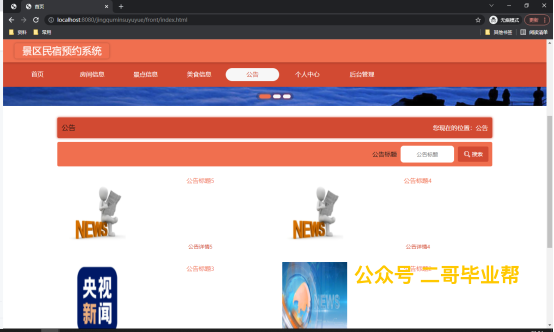 首页
localhost:8080/jingquminsuyuyue/front/index.html
无痕模式
更新
资料
常用
其他书签
阅读清单
景区民宿预约系统
首页 房间信息 景点信息 美食信息 公告 个人中心 后台管理
公告
您现在的位置：公告
公告标题
公告标题
搜索
公告标题5
公告标题4
NEWS
NEWS
公告详情5
公告详情4
公告标题3
央视
新闻
NEWS
公众号 二哥毕业帮